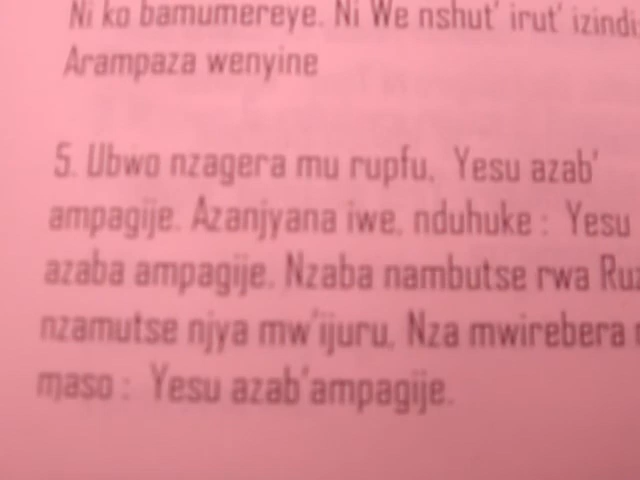 Ni ko bamumereye. Ni We nshut' irut' izindi.
Arampaza wenyine
5. Ubwo nzagera mu rupfu, Yesu azab'
ampagije. Azanjyana iwe, nduhuke : Yesu
azaba ampagije. Nzaba nambutse rwa
nzamutse njya mw'ijuru, Nza mwirebera
maso : Yesu azab'ampagije.